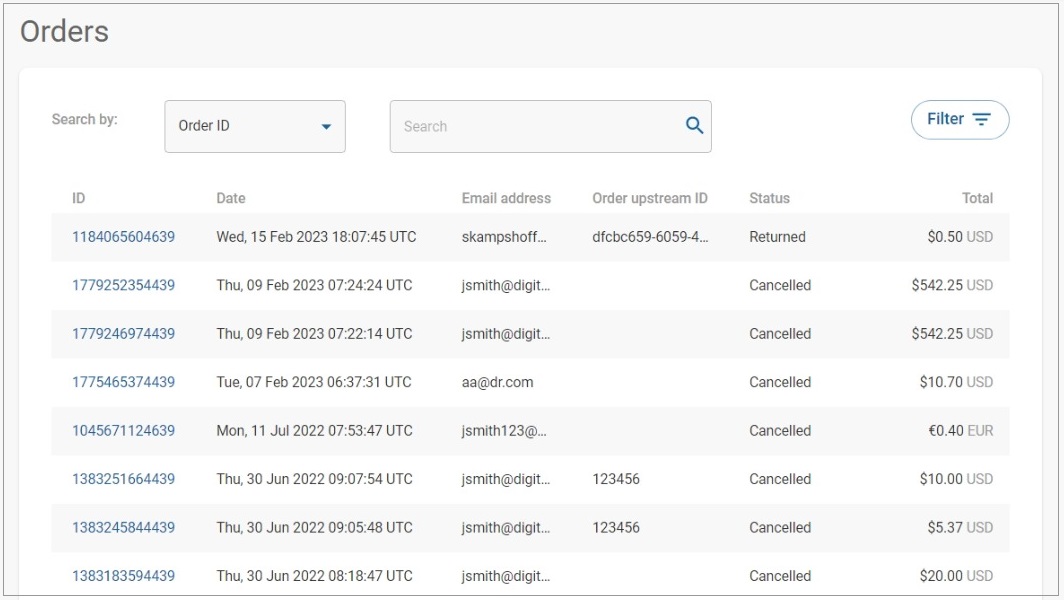 Orders
Search by: Order ID Search Filter
ID Date Email address Order upstream ID Status Total
1184065604639 Wed, 15 Feb 2023 18:07:45 UTC skampshoff... dfcbc659-6059-4... Returned $0.50 USD
1779252354439 Thu, 09 Feb 2023 07:24:24 UTC jsmith@digit... Cancelled $542.25 USD
1779246974439 Thu, 09 Feb 2023 07:22:14 UTC jsmith@digit... Cancelled $542.25 USD
1775465374439 Tue, 07 Feb 2023 06:37:31 UTC aa@dr.com Cancelled $10.70 USD
1045671124639 Mon, 11 Jul 2022 07:53:47 UTC jsmith123@... Cancelled €0.40 EUR
1383251664439 Thu, 30 Jun 2022 09:07:54 UTC jsmith@digit... 123456 Cancelled $10.00 USD
1383245844439 Thu, 30 Jun 2022 09:05:48 UTC jsmith@digit... 123456 Cancelled $5.37 USD
1383183594439 Thu, 30 Jun 2022 08:18:47 UTC jsmith@digit... Cancelled $20.00 USD